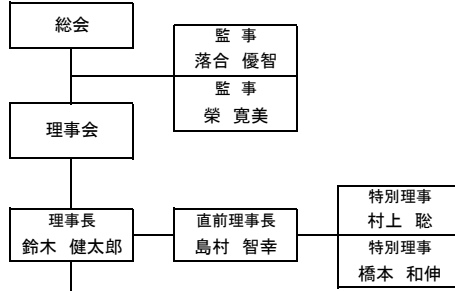 総会
監 事
落合 優智
監 事
榮 寛美
理事会
理事長
鈴木 健太郎
直前理事長
島村 智幸
特別理事
村上 聡
特別理事
橋本 和伸